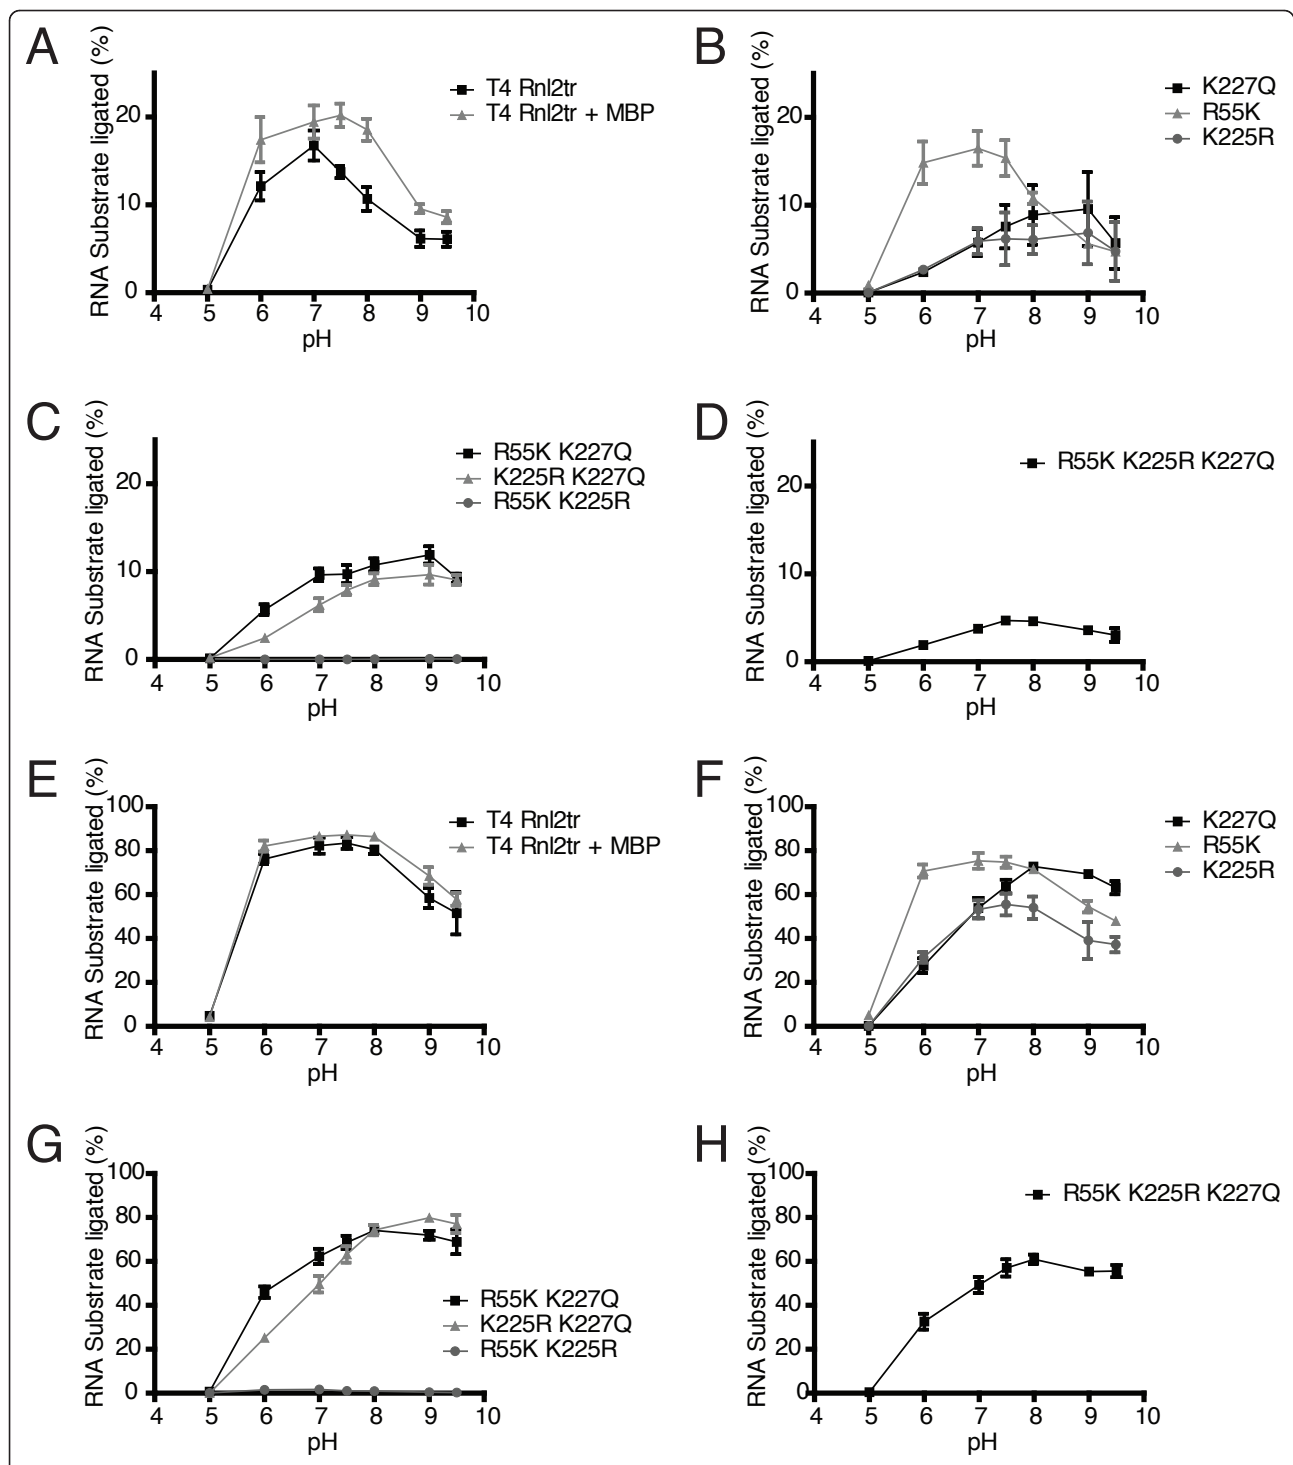 A
RNA Substrate ligated (%)
20
10
0
4 5 6 7 8 9 10
pH
T4 Rnl2tr
T4 Rnl2tr + MBP
B
RNA Substrate ligated (%)
20
10
0
4 5 6 7 8 9 10
pH
K227Q
R55K
K225R
C
RNA Substrate ligated (%)
20
10
0
4 5 6 7 8 9 10
pH
R55K K227Q
K225R K227Q
R55K K225R
D
RNA Substrate ligated (%)
20
10
0
4 5 6 7 8 9 10
pH
R55K K225R K227Q
E
RNA Substrate ligated (%)
100
80
60
40
20
0
4 5 6 7 8 9 10
pH
T4 Rnl2tr
T4 Rnl2tr + MBP
F
RNA Substrate ligated (%)
100
80
60
40
20
0
4 5 6 7 8 9 10
pH
K227Q
R55K
K225R
G
RNA Substrate ligated (%)
100
80
60
40
20
0
4 5 6 7 8 9 10
pH
R55K K227Q
K225R K227Q
R55K K225R
H
RNA Substrate ligated (%)
100
80
60
40
20
0
4 5 6 7 8 9 10
pH
R55K K225R K227Q